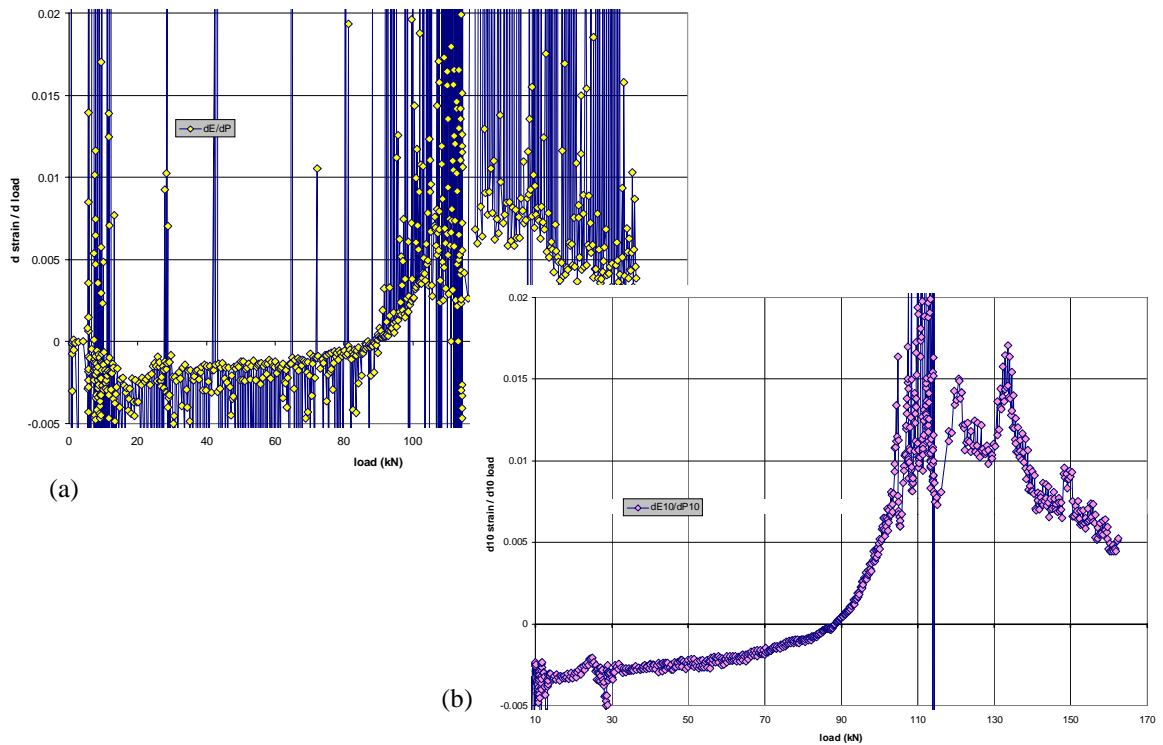 0.02
0.015
0.01
0.005
0
-0.005
d strain / d load
dE/dP
0 20 40 60 80 100
load (kN)
(a)
0.02
0.015
0.01
0.005
0
-0.005
d10 strain / d10 load
dE10/dP10
10 30 50 70 90 110 130 150 170
load (kN)
(b)